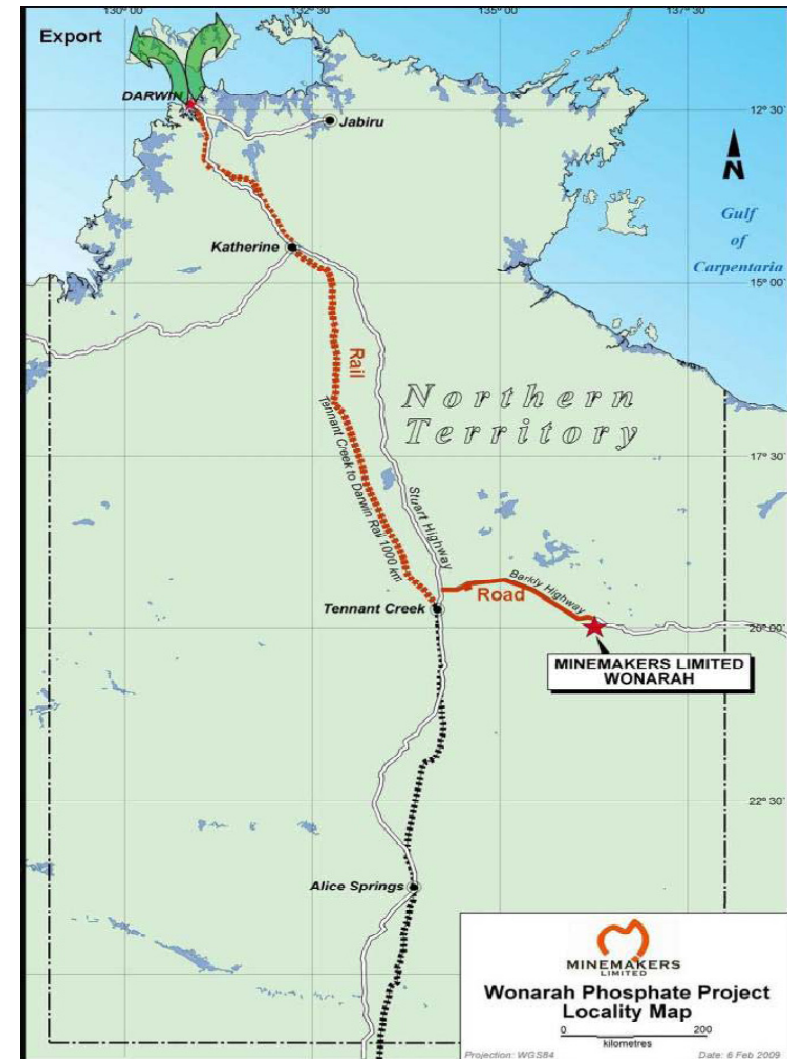 130°00'
132°30'
135°00'
137°30'
Export
DARWIN
Jabiru
12° 30'
N
Gulf
of
Carpentaria
Katherine
15° 00'
Rail
Northern
Territory
Tennant Creek to Darwin Rail 1000 km
Stuart Highway
17° 30'
Barkly Highway
Road
Tennant Creek
20° 00'
MINEMAKERS LIMITED
WONARAH
22° 30'
Alice Springs
MINEMAKERS
LIMITED
Wonarah Phosphate Project
Locality Map
0 200
kilometres
Projection: WGS84 Date: 6 Feb 2009